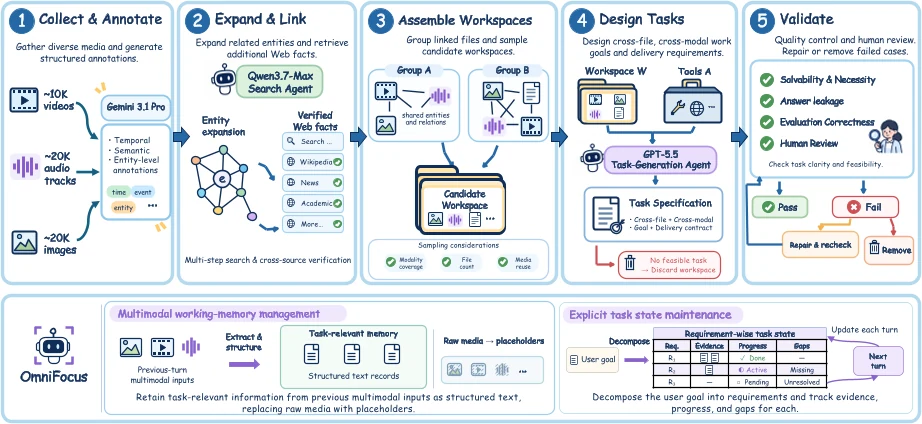 1 Collect & Annotate
Gather diverse media and generate
structured annotations.
~10K
videos
~20K
audio
tracks
~20K
images
Gemini 3.1 Pro
• Temporal
• Semantic
• Entity-level
annotations
time event
entity ...
2 Expand & Link
Expand related entities and retrieve
additional Web facts.
Qwen3.7-Max
Search Agent
Entity
expansion
e
Verified
Web facts
Search ...
Wikipedia
News
Academic
More...
Multi-step search & cross-source verification
3 Assemble Workspaces
Group linked files and sample
candidate workspaces.
Group A
Group B
shared entities
and relations
Candidate
Workspace
...
Sampling considerations
Modality
coverage
File
count
Media
reuse
4 Design Tasks
Design cross-file, cross-modal work
goals and delivery requirements.
Workspace W
Tools A
...
GPT-5.5
Task-Generation Agent
Task Specification
• Cross-file + Cross-modal
• Goal + Delivery contract
No feasible task
→ Discard workspace
5 Validate
Quality control and human review.
Repair or remove failed cases.
Solvability & Necessity
Answer leakage
Evaluation Correctness
Human Review
Check task clarity and feasibility.
Pass
Fail
Repair & recheck
Remove
OmniFocus
Multimodal working-memory management
Previous-turn
multimodal inputs
Extract &
structure
Task-relevant memory
Structured text records
Raw media → placeholders
...
Retain task-relevant information from previous multimodal inputs as structured text,
replacing raw media with placeholders.
Explicit task state maintenance
User goal
Decompose
Requirement-wise task state
Req. Evidence Progress Gaps
R₁ ✓ Done —
R₂ Active Missing
R₃ — Pending Unresolved
Update each turn
Next
turn
Decompose the user goal into requirements and track evidence,
progress, and gaps for each.